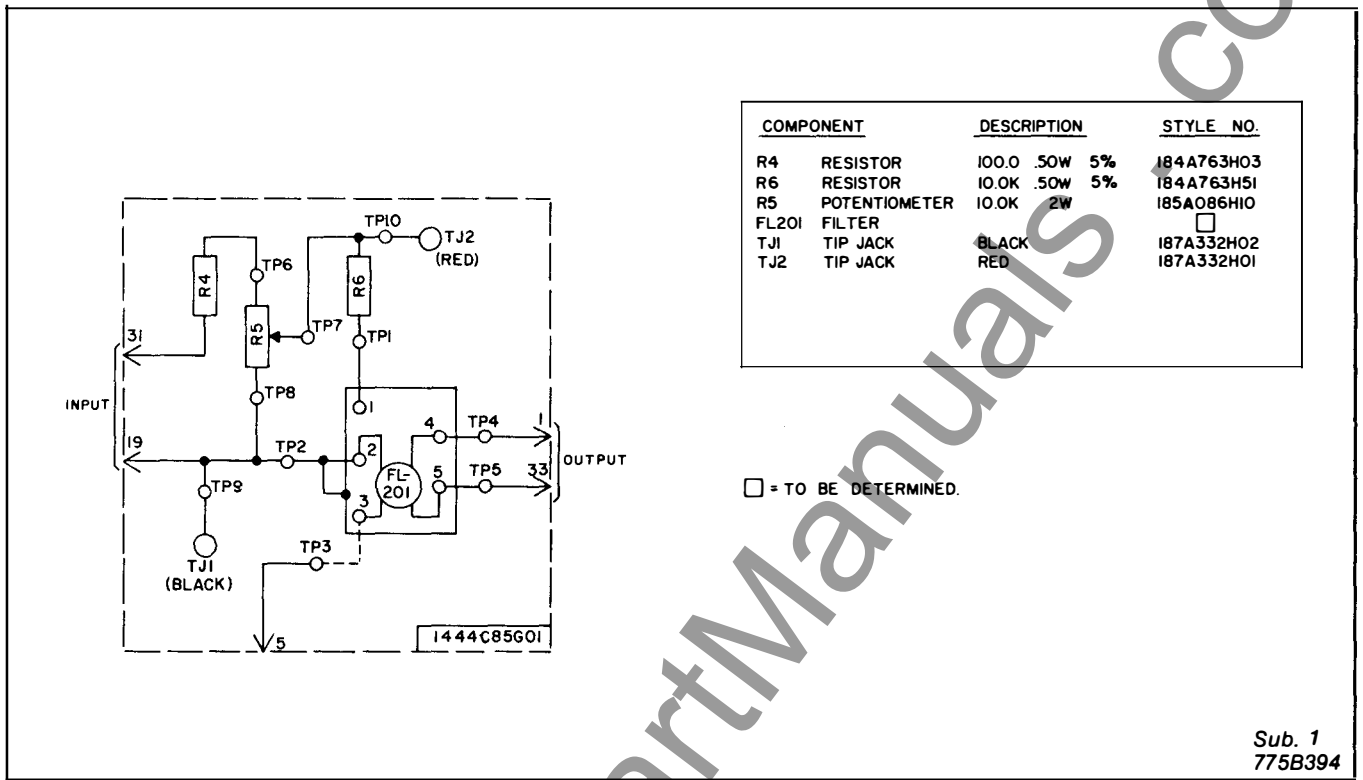 COMPONENT DESCRIPTION STYLE NO.
R4 RESISTOR 100.0 .50W 5% 184A763H03
R6 RESISTOR 10.0K .50W 5% 184A763H51
R5 POTENTIOMETER 10.0K 2W 185A086H10
FL201 FILTER □
TJ1 TIP JACK BLACK 187A332H02
TJ2 TIP JACK RED 187A332H01
□ = TO BE DETERMINED.
TP10
TJ2
(RED)
TP6
R4
R6
R5
TP7
TP1
31
TP8
INPUT
1
19
TP2
2
4
TP4
1
OUTPUT
FL-
201
5
TP5
33
3
TP9
TJ1
(BLACK)
TP3
5
1444C85G01
Sub. 1
775B394
artManuals.co